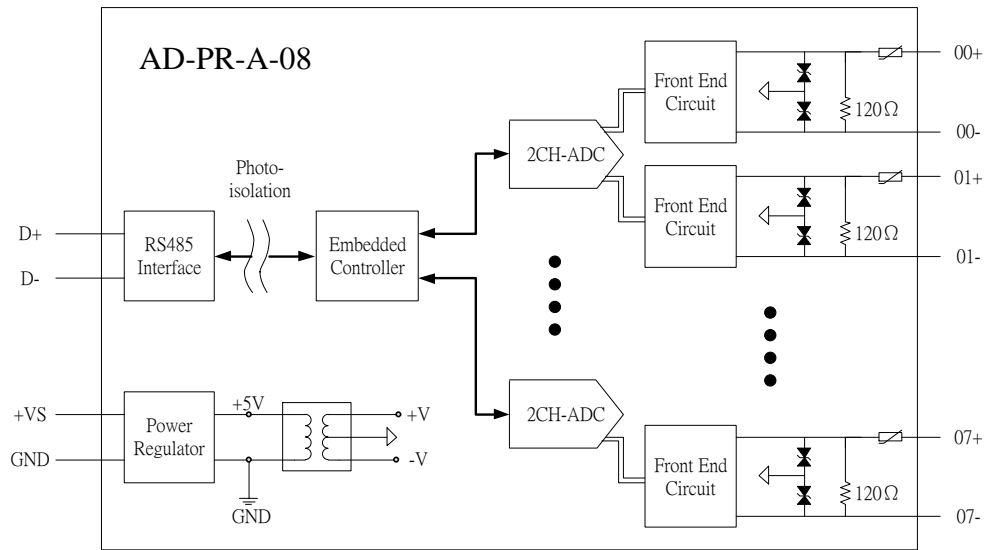 AD-PR-A-08
Front End
Circuit
120Ω
00+
00-
2CH-ADC
Front End
Circuit
120Ω
01+
01-
Photo-
isolation
D+
D-
RS485
Interface
Embedded
Controller
+VS
GND
Power
Regulator
+5V
GND
+V
-V
2CH-ADC
Front End
Circuit
120Ω
07+
07-